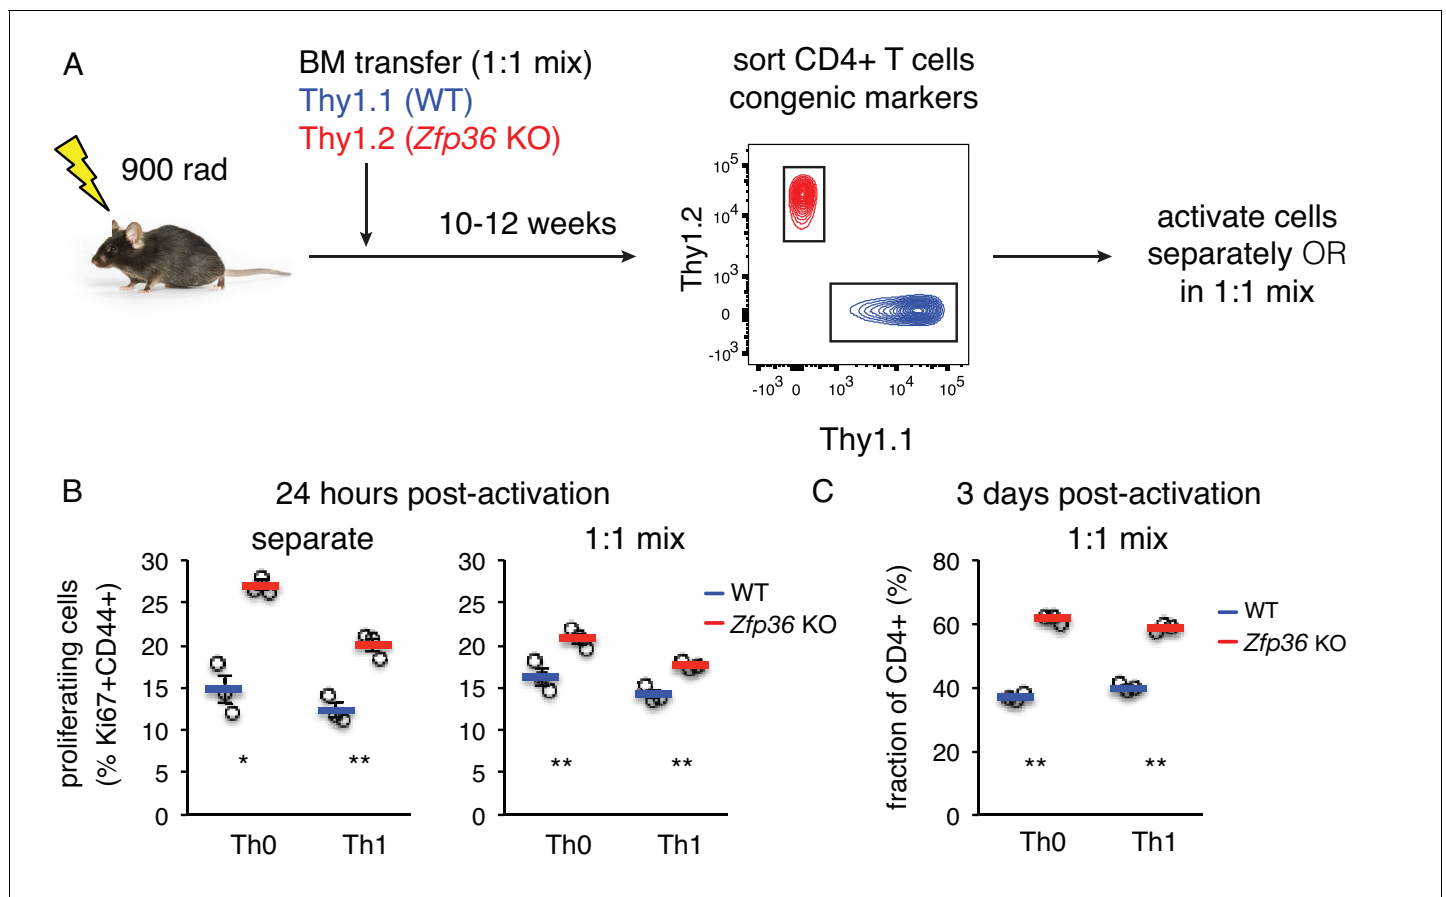 A
BM transfer (1:1 mix)
Thy1.1 (WT)
Thy1.2 (Zfp36 KO)
900 rad
10-12 weeks
sort CD4+ T cells
congenic markers
Thy1.2
10^5
10^4
10^3
0
-10^3
-10^3 0 10^3 10^4 10^5
Thy1.1
activate cells
separately OR
in 1:1 mix
B
24 hours post-activation
separate
proliferatiing cells
(% Ki67+CD44+)
30
25
20
15
10
5
0
* **
Th0 Th1
1:1 mix
30
25
20
15
10
5
0
** **
Th0 Th1
WT
Zfp36 KO
C
3 days post-activation
1:1 mix
fraction of CD4+ (%)
80
60
40
20
0
** **
Th0 Th1
WT
Zfp36 KO